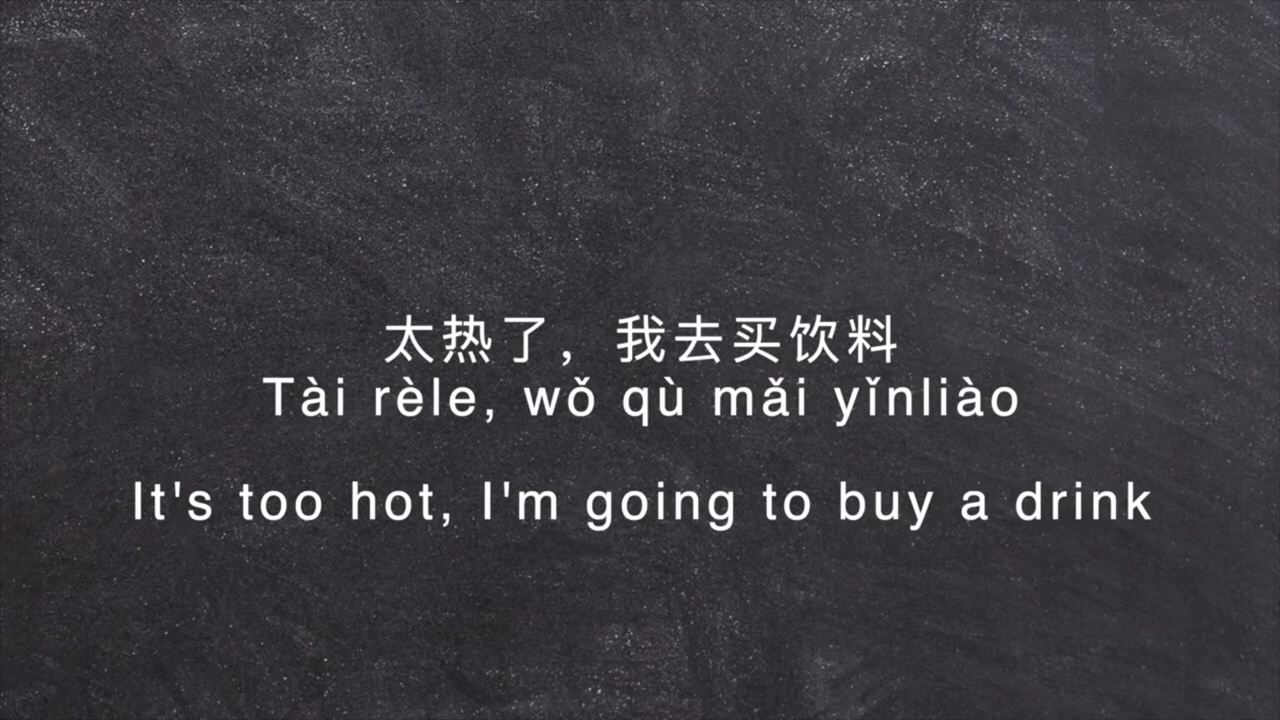 太热了，我去买饮料
Tài rèle, wǒ qù mǎi yǐnliào
It's too hot, I'm going to buy a drink